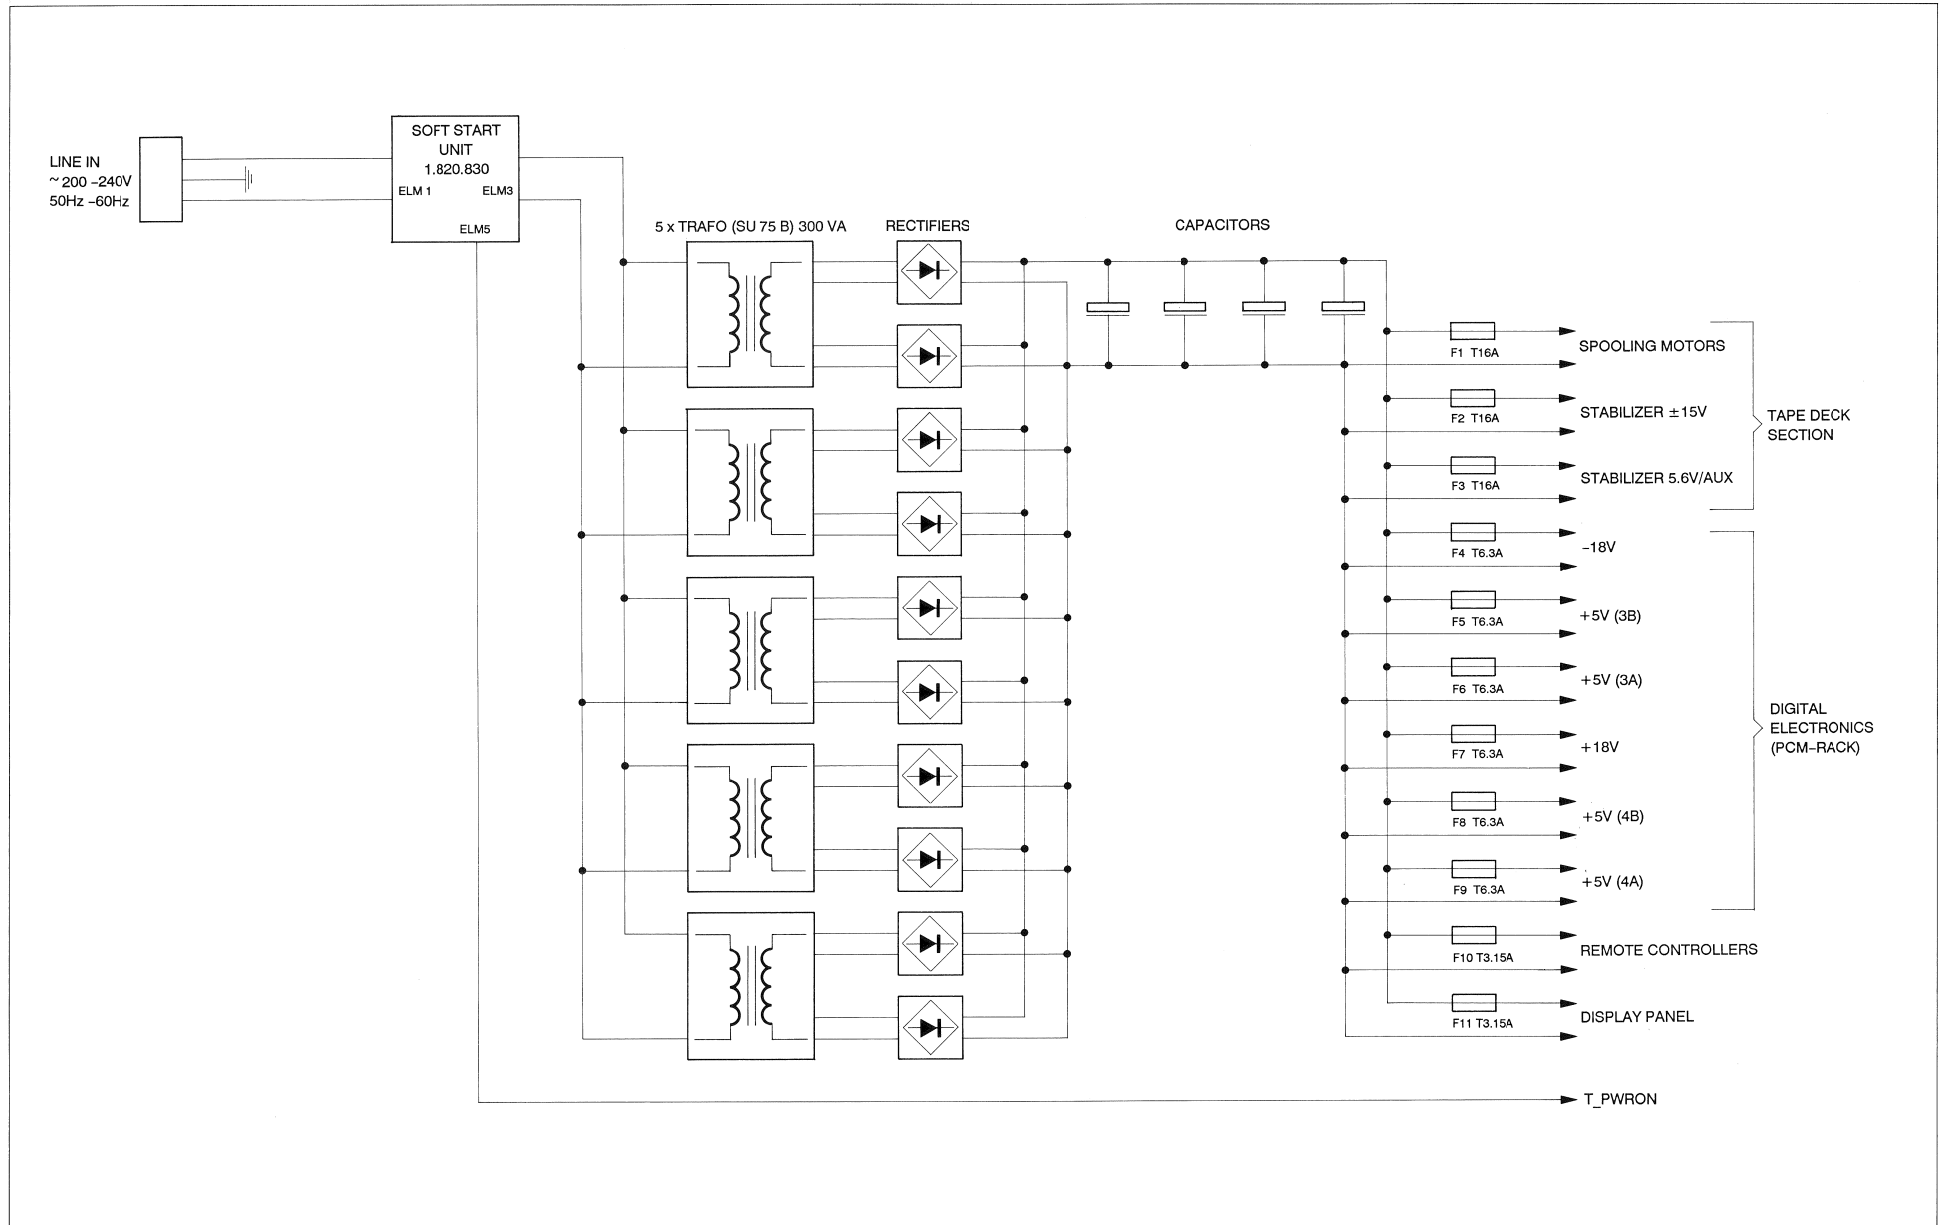 LINE IN
~ 200 –240V
50Hz –60Hz
SOFT START
UNIT
1.820.830
ELM 1
ELM3
ELM5
5 x TRAFO (SU 75 B) 300 VA
RECTIFIERS
CAPACITORS
F1 T16A
SPOOLING MOTORS
F2 T16A
STABILIZER ±15V
F3 T16A
STABILIZER 5.6V/AUX
TAPE DECK
SECTION
F4 T6.3A
–18V
F5 T6.3A
+5V (3B)
F6 T6.3A
+5V (3A)
F7 T6.3A
+18V
F8 T6.3A
+5V (4B)
F9 T6.3A
+5V (4A)
DIGITAL
ELECTRONICS
(PCM–RACK)
F10 T3.15A
REMOTE CONTROLLERS
F11 T3.15A
DISPLAY PANEL
T_PWRON